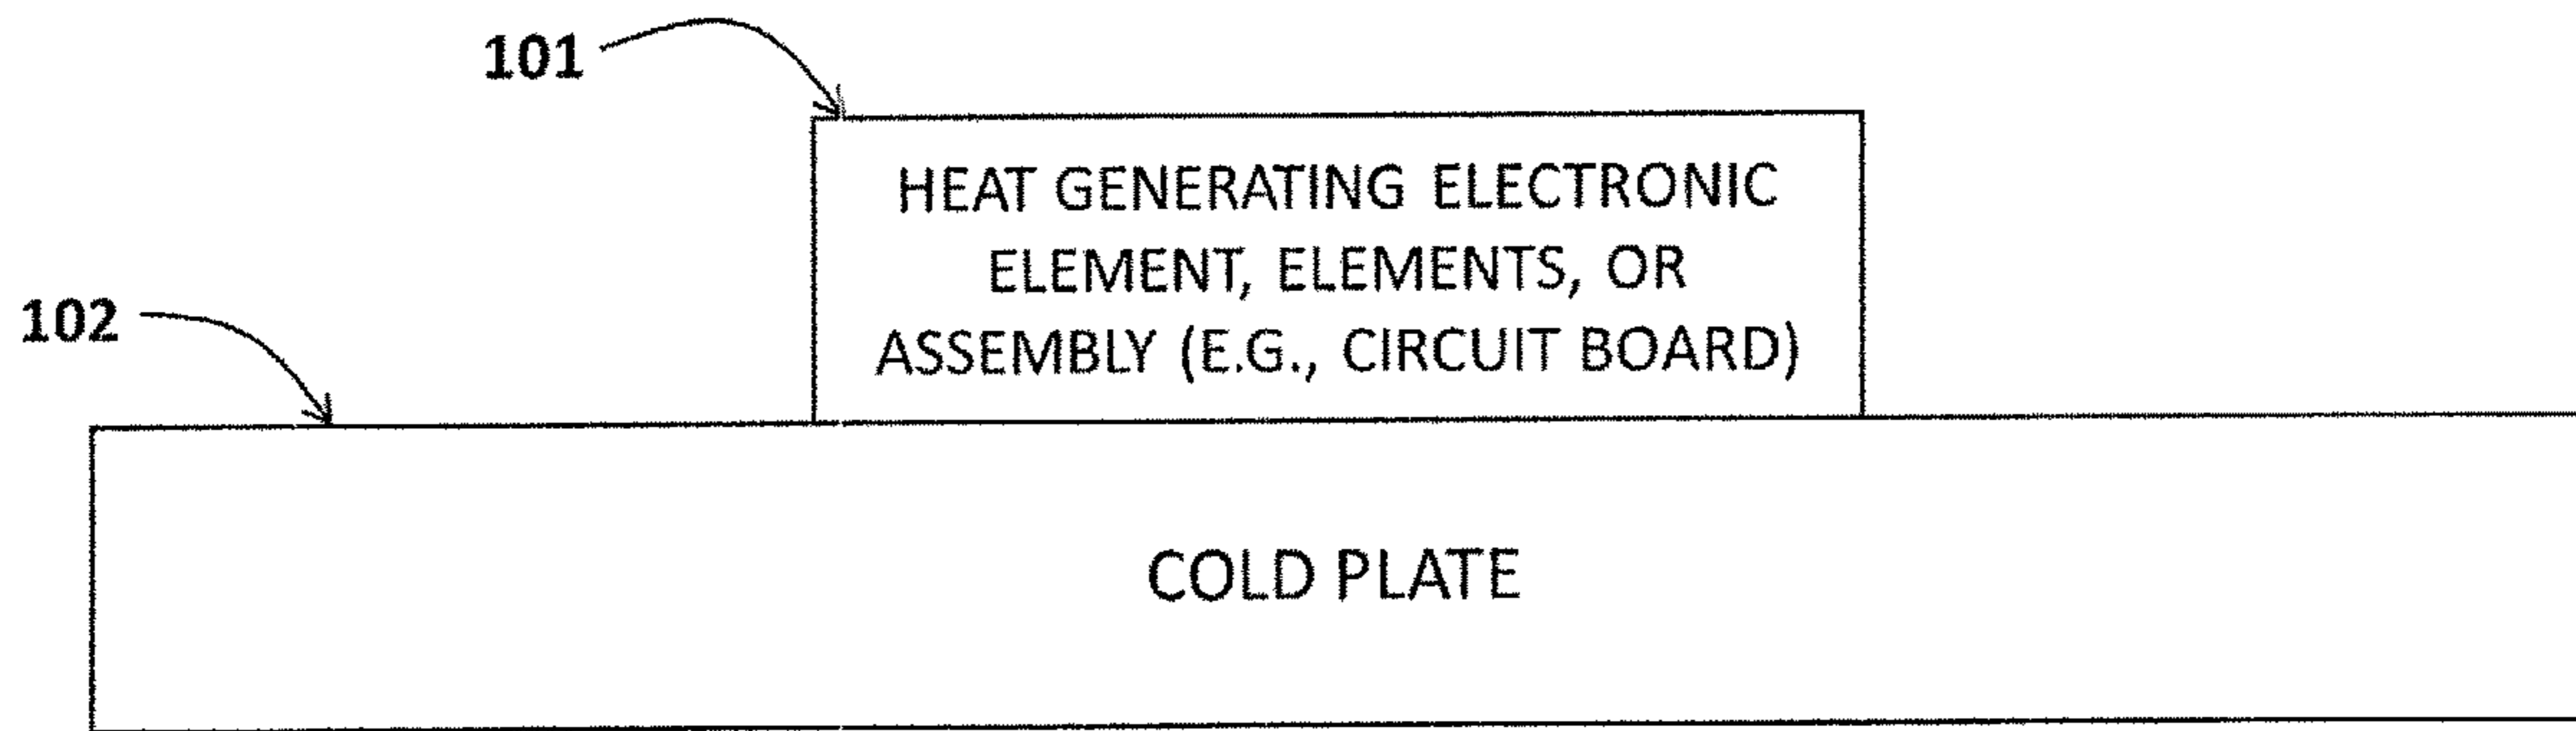 101
HEAT GENERATING ELECTRONIC
ELEMENT, ELEMENTS, OR
ASSEMBLY (E.G., CIRCUIT BOARD)
102
COLD PLATE